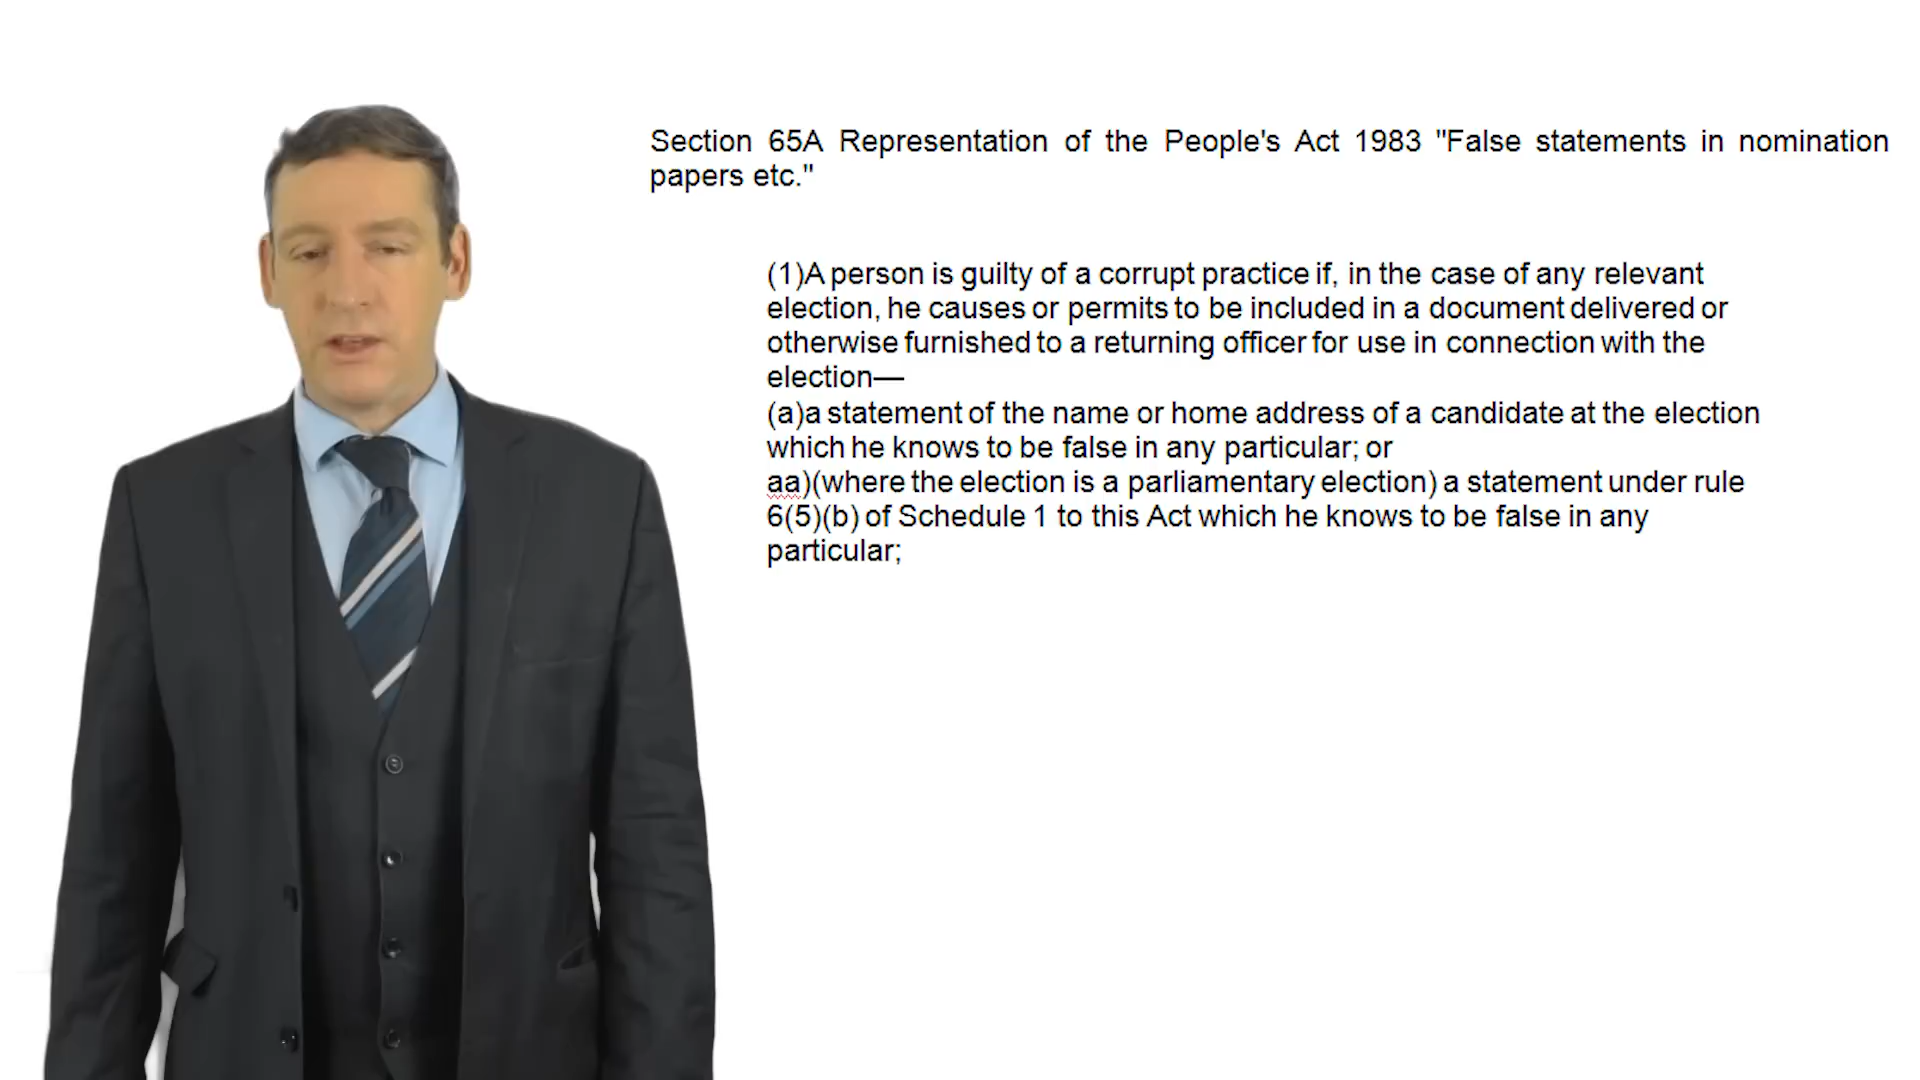 Section 65A Representation of the People's Act 1983 "False statements in nomination
papers etc."
(1)A person is guilty of a corrupt practice if, in the case of any relevant
election, he causes or permits to be included in a document delivered or
otherwise furnished to a returning officer for use in connection with the
election—
(a)a statement of the name or home address of a candidate at the election
which he knows to be false in any particular; or
aa)(where the election is a parliamentary election) a statement under rule
6(5)(b) of Schedule 1 to this Act which he knows to be false in any
particular;